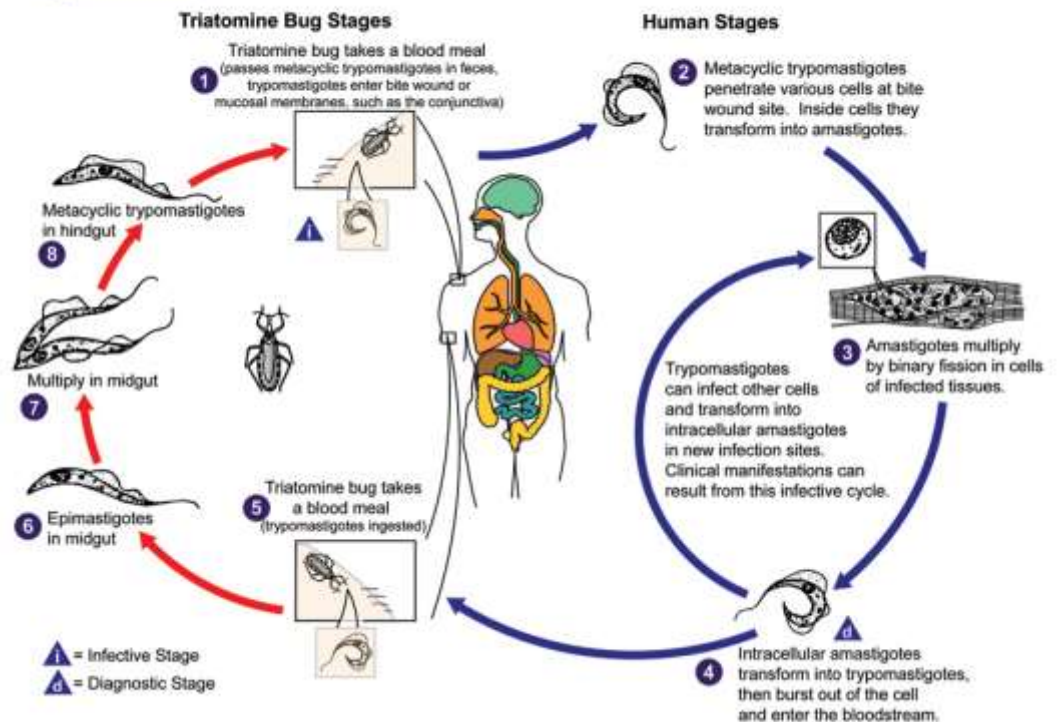 Triatomine Bug Stages
Human Stages
1
Triatomine bug takes a blood meal
(passes metacyclic trypomastigotes in feces,
trypomastigotes enter bite wound or
mucosal membranes, such as the conjunctiva)
i
2
Metacyclic trypomastigotes
penetrate various cells at bite
wound site. Inside cells they
transform into amastigotes.
3
Amastigotes multiply
by binary fission in cells
of infected tissues.
Trypomastigotes
can infect other cells
and transform into
intracellular amastigotes
in new infection sites.
Clinical manifestations can
result from this infective cycle.
d
4
Intracellular amastigotes
transform into trypomastigotes,
then burst out of the cell
and enter the bloodstream.
5
Triatomine bug takes
a blood meal
(trypomastigotes ingested)
6
Epimastigotes
in midgut
Multiply in midgut
7
Metacyclic trypomastigotes
in hindgut
8
i = Infective Stage
d = Diagnostic Stage